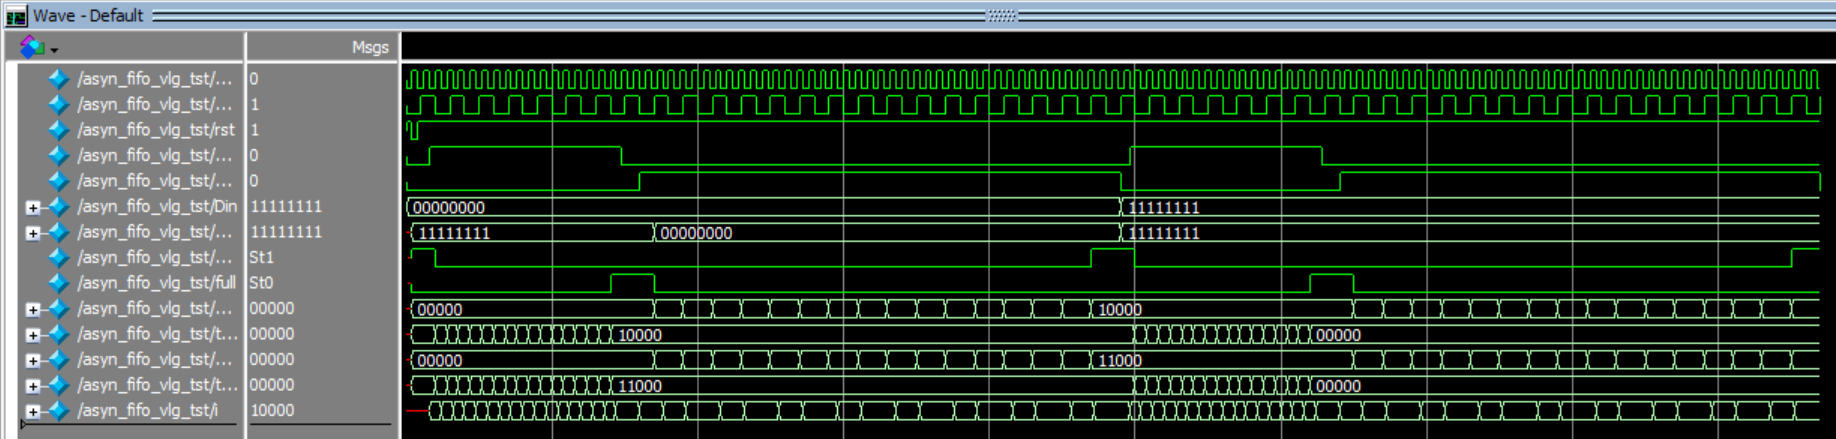 Wave - Default
Msgs
/asyn_fifo_vlg_tst/... 0
/asyn_fifo_vlg_tst/... 1
/asyn_fifo_vlg_tst/rst 1
/asyn_fifo_vlg_tst/... 0
/asyn_fifo_vlg_tst/... 0
/asyn_fifo_vlg_tst/Din 11111111 00000000 11111111
/asyn_fifo_vlg_tst/... 11111111 11111111 00000000 11111111
/asyn_fifo_vlg_tst/... St1
/asyn_fifo_vlg_tst/full St0
/asyn_fifo_vlg_tst/... 00000 00000 10000
/asyn_fifo_vlg_tst/t... 00000 10000 00000
/asyn_fifo_vlg_tst/... 00000 00000 11000
/asyn_fifo_vlg_tst/t... 00000 11000 00000
/asyn_fifo_vlg_tst/i 10000